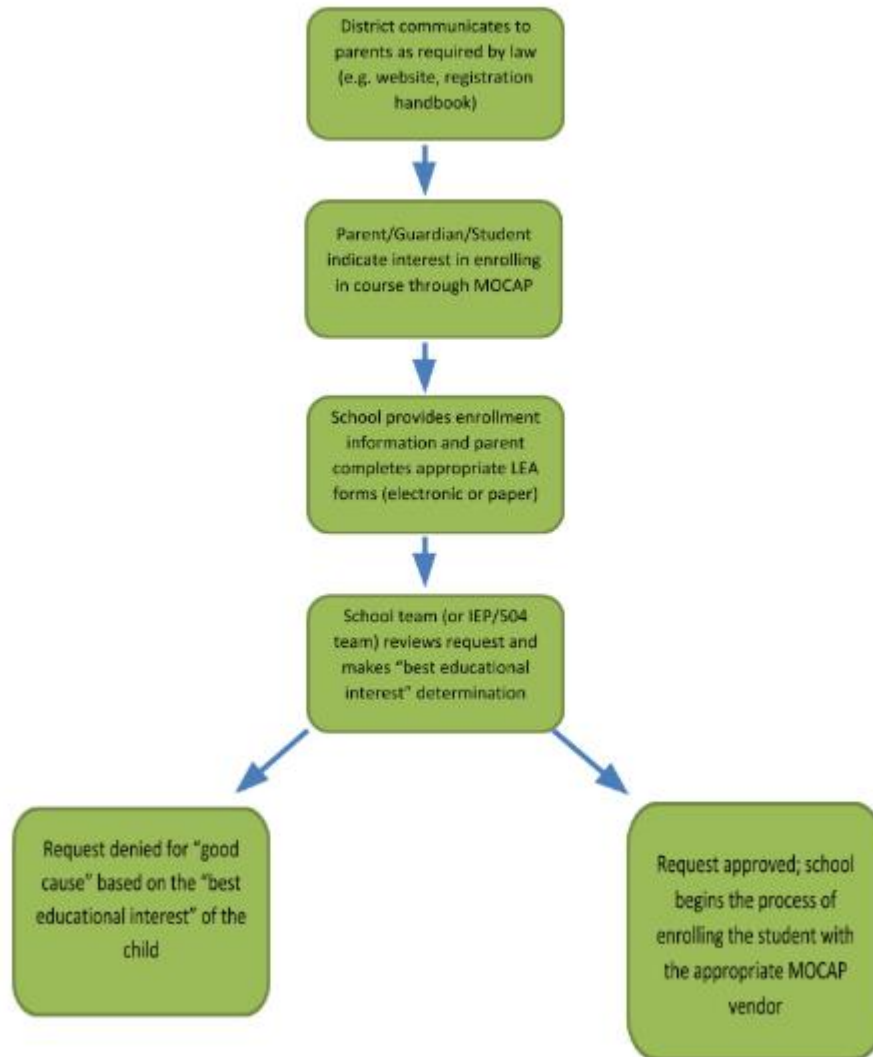 District communicates to
parents as required by law
(e.g. website, registration
handbook)
Parent/Guardian/Student
indicate interest in enrolling
in course through MOCAP
School provides enrollment
information and parent
completes appropriate LEA
forms (electronic or paper)
School team (or IEP/504
team) reviews request and
makes “best educational
interest” determination
Request denied for “good
cause” based on the “best
educational interest” of the
child
Request approved; school
begins the process of
enrolling the student with
the appropriate MOCAP
vendor